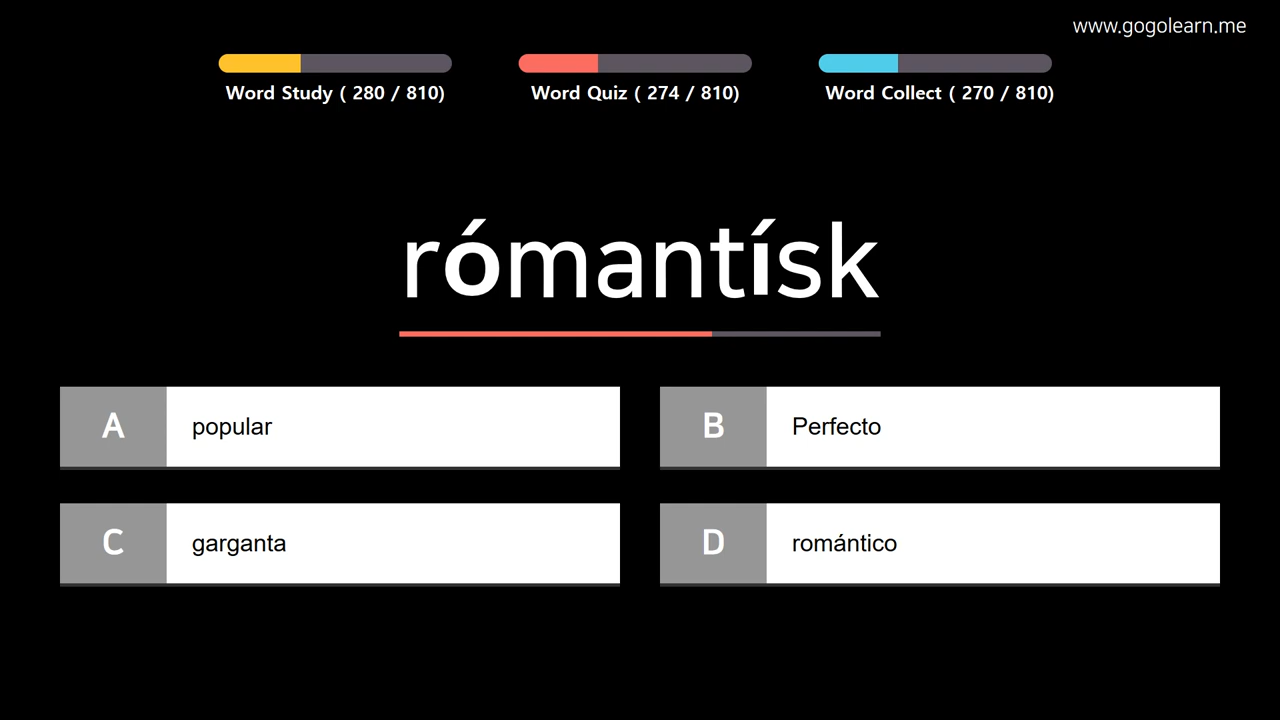 www.gogolearn.me
Word Study ( 280 / 810)
Word Quiz ( 274 / 810)
Word Collect ( 270 / 810)
rómantísk
A popular
B Perfecto
C garganta
D romántico